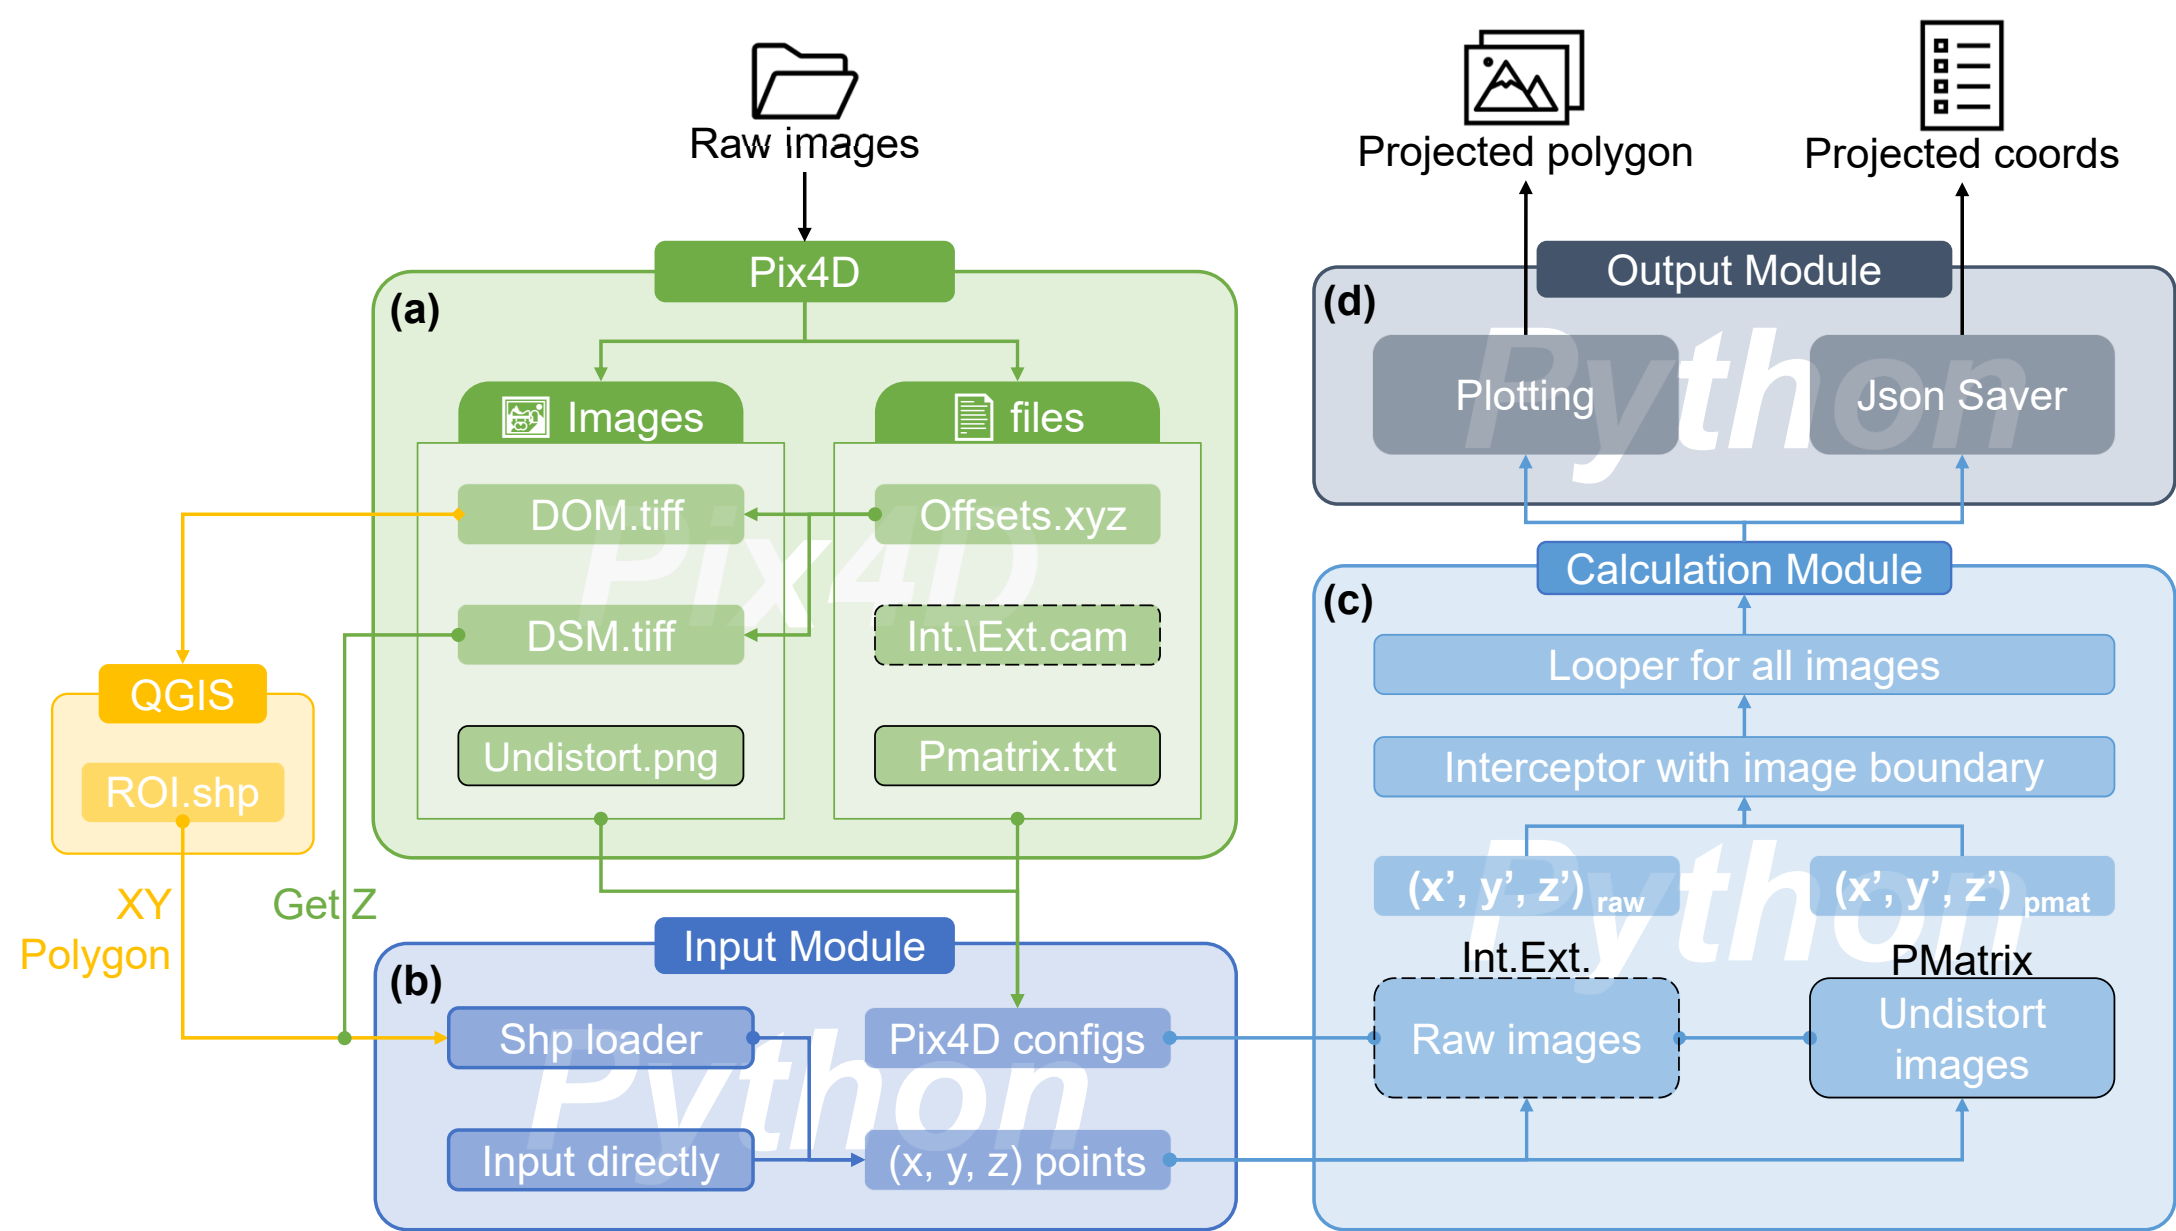 Raw images
Projected polygon
Projected coords
Pix4D
(a)
Images
files
DOM.tiff
Offsets.xyz
Pix4D
DSM.tiff
Int.\Ext.cam
Undistort.png
Pmatrix.txt
QGIS
ROI.shp
XY
Polygon
Get Z
Input Module
(b)
Shp loader
Pix4D configs
Python
Input directly
(x, y, z) points
Output Module
(d)
Python
Plotting
Json Saver
Calculation Module
(c)
Looper for all images
Interceptor with image boundary
Python
(x’, y’, z’) raw
(x’, y’, z’) pmat
Int.Ext.
PMatrix
Raw images
Undistort
images